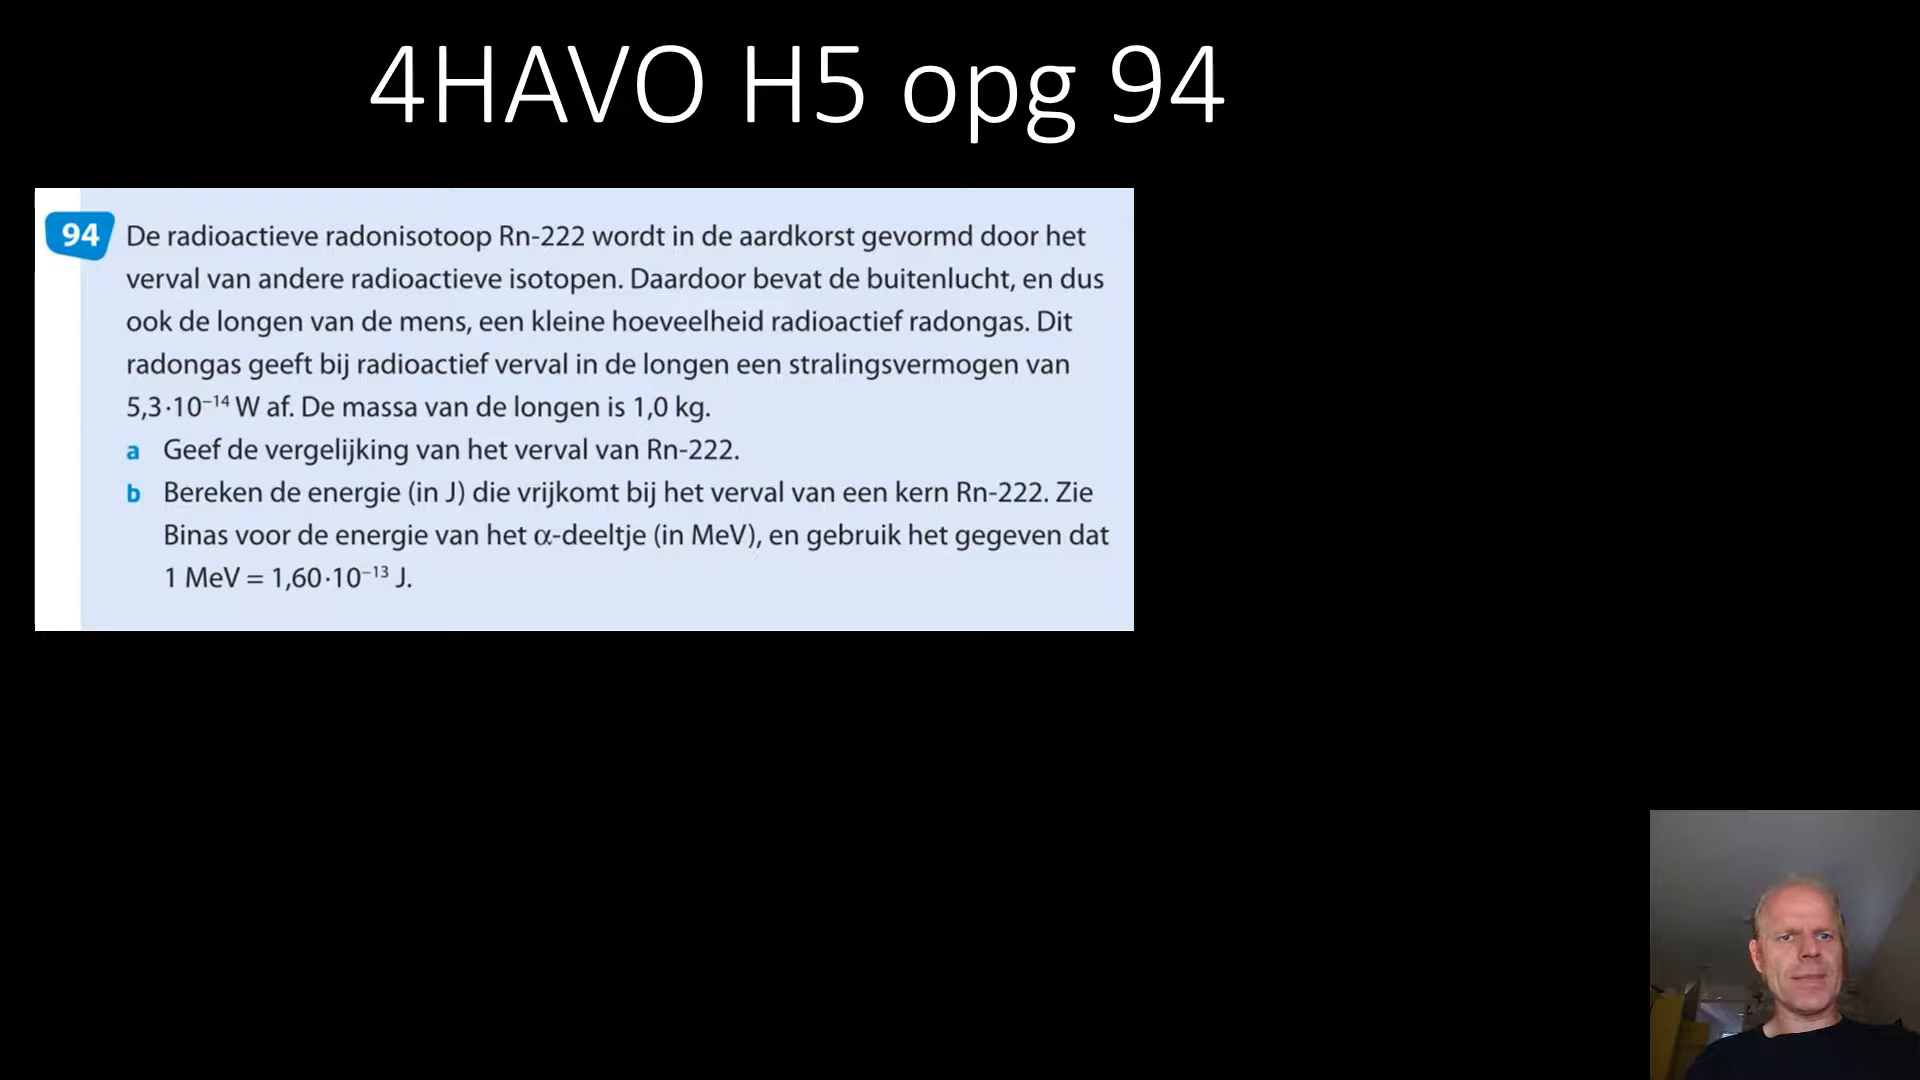 4HAVO H5 opg 94
94 De radioactieve radonisotoop Rn-222 wordt in de aardkorst gevormd door het
verval van andere radioactieve isotopen. Daardoor bevat de buitenlucht, en dus
ook de longen van de mens, een kleine hoeveelheid radioactief radongas. Dit
radongas geeft bij radioactief verval in de longen een stralingsvermogen van
5,3·10⁻¹⁴ W af. De massa van de longen is 1,0 kg.
a Geef de vergelijking van het verval van Rn-222.
b Bereken de energie (in J) die vrijkomt bij het verval van een kern Rn-222. Zie
Binas voor de energie van het α-deeltje (in MeV), en gebruik het gegeven dat
1 MeV = 1,60·10⁻¹³ J.